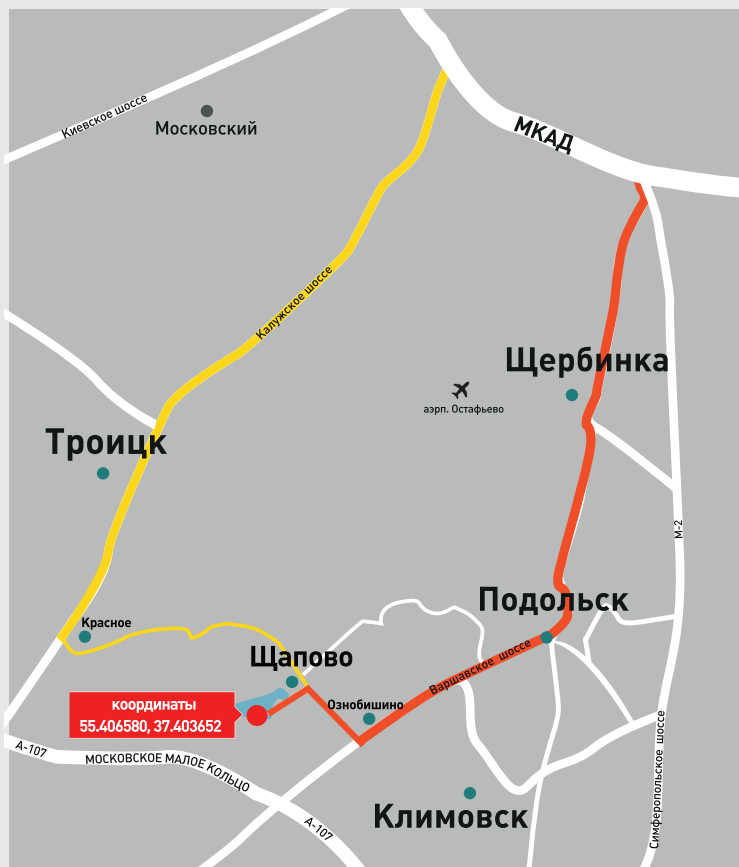 Киевское шоссе
Московский
МКАД
Калужское шоссе
Щербинка
аэрп. Остафьево
Троицк
М-2
Подольск
Красное
Щапово
Варшавское шоссе
координаты
55.406580, 37.403652
Ознобишино
А-107
МОСКОВСКОЕ МАЛОЕ КОЛЬЦО
Симферопольское шоссе
Климовск
А-107